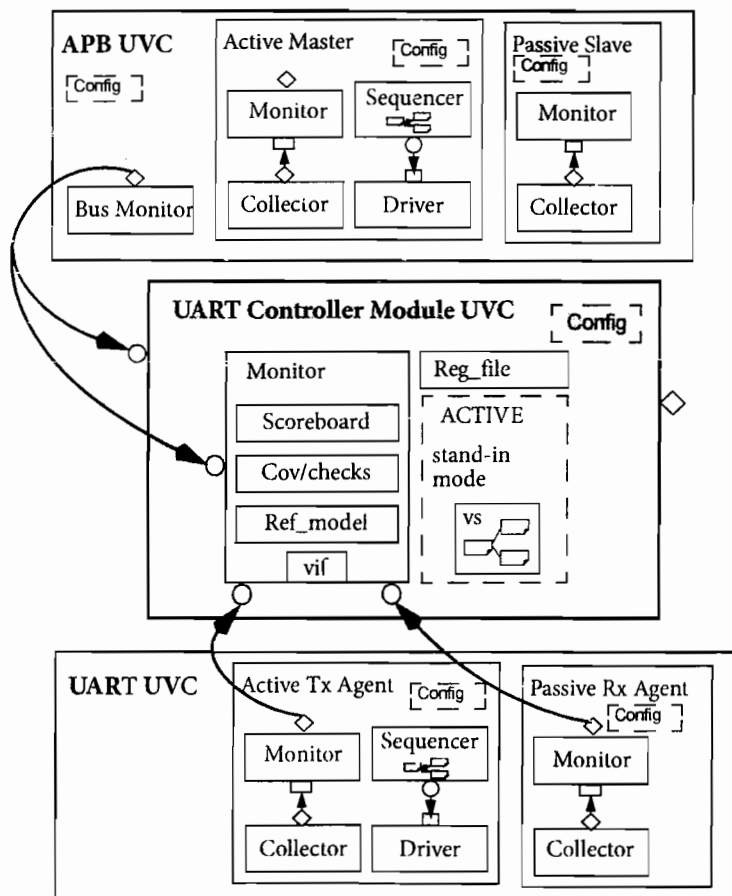 APB UVC
Config
Bus Monitor
Active Master
Config
Monitor
Sequencer
Collector
Driver
Passive Slave
Config
Monitor
Collector
UART Controller Module UVC
Config
Monitor
Scoreboard
Cov/checks
Ref_model
vif
Reg_file
ACTIVE
stand-in
mode
vs
UART UVC
Active Tx Agent
Config
Monitor
Sequencer
Collector
Driver
Passive Rx Agent
Config
Monitor
Collector